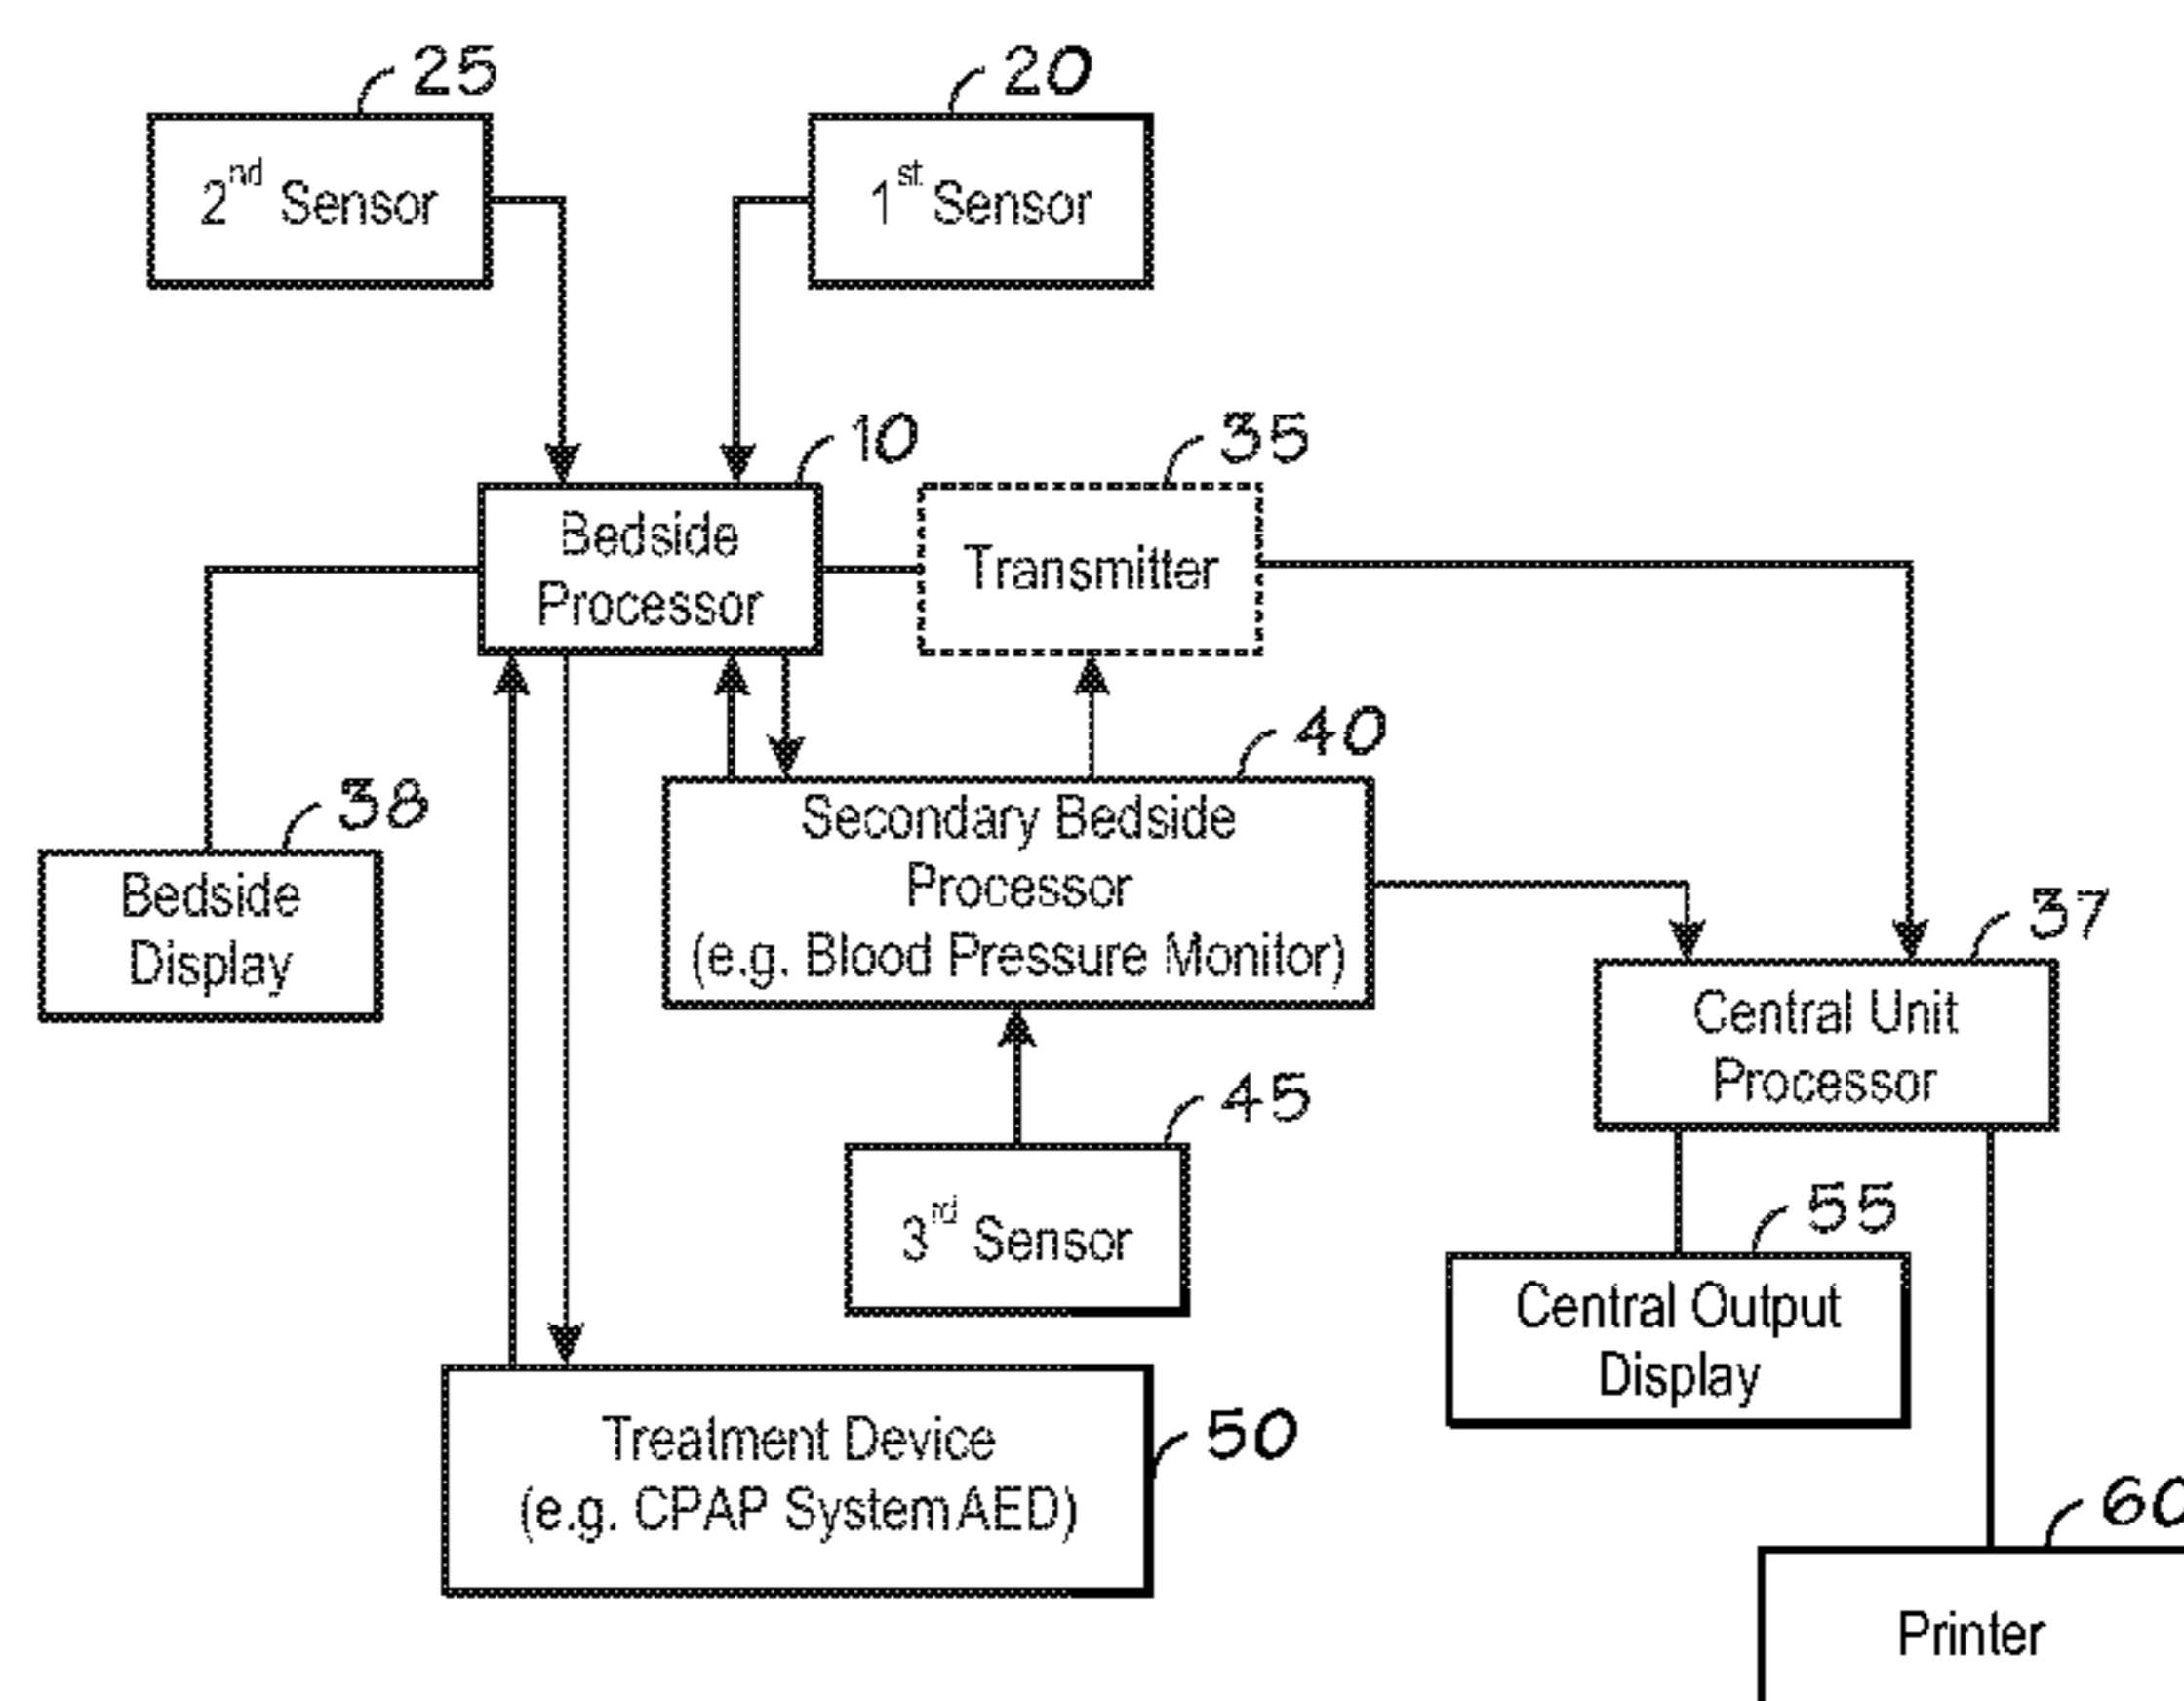 25
20
2nd Sensor
1st Sensor
10
35
Bedside
Processor
Transmitter
40
38
Secondary Bedside
Processor
(e.g. Blood Pressure Monitor)
Bedside
Display
37
Central Unit
Processor
45
3rd Sensor
55
Central Output
Display
50
Treatment Device
(e.g. CPAP System AED)
60
Printer